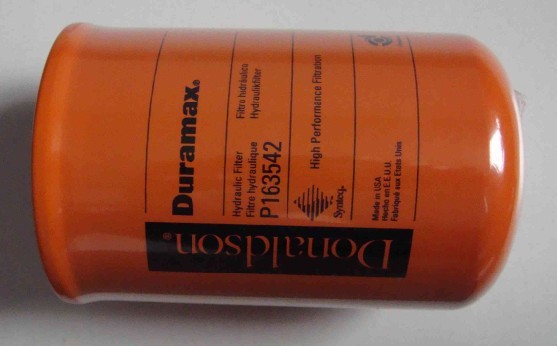 Donaldson.
Duramax.
Hydraulic Filter
Filtro hidráulico
Filtre hydraulique
Hydraulikfilter
P163542
Synteq
High Performance Filtration
Made in USA
Hecho en E.E.U.U.
Fabriqué aux Etats Unis